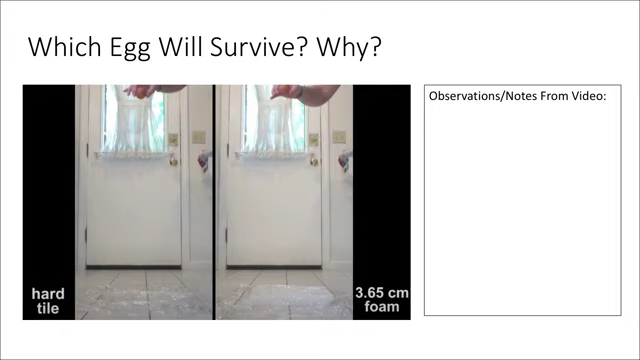 Which Egg Will Survive? Why?
Observations/Notes From Video:
hard
tile
3.65 cm
foam